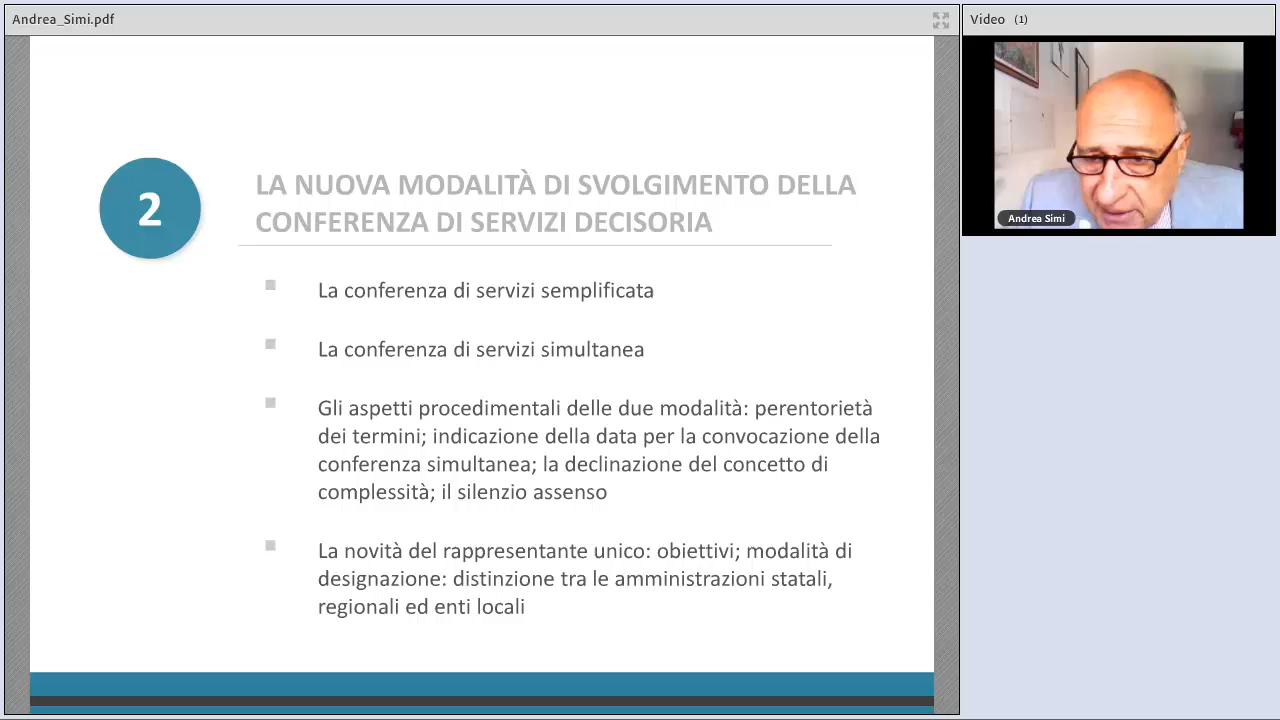 Andrea_Simi.pdf
Video (1)
Andrea Simi
2
LA NUOVA MODALITÀ DI SVOLGIMENTO DELLA
CONFERENZA DI SERVIZI DECISORIA
La conferenza di servizi semplificata
La conferenza di servizi simultanea
Gli aspetti procedimentali delle due modalità: perentorietà
dei termini; indicazione della data per la convocazione della
conferenza simultanea; la declinazione del concetto di
complessità; il silenzio assenso
La novità del rappresentante unico: obiettivi; modalità di
designazione: distinzione tra le amministrazioni statali,
regionali ed enti locali